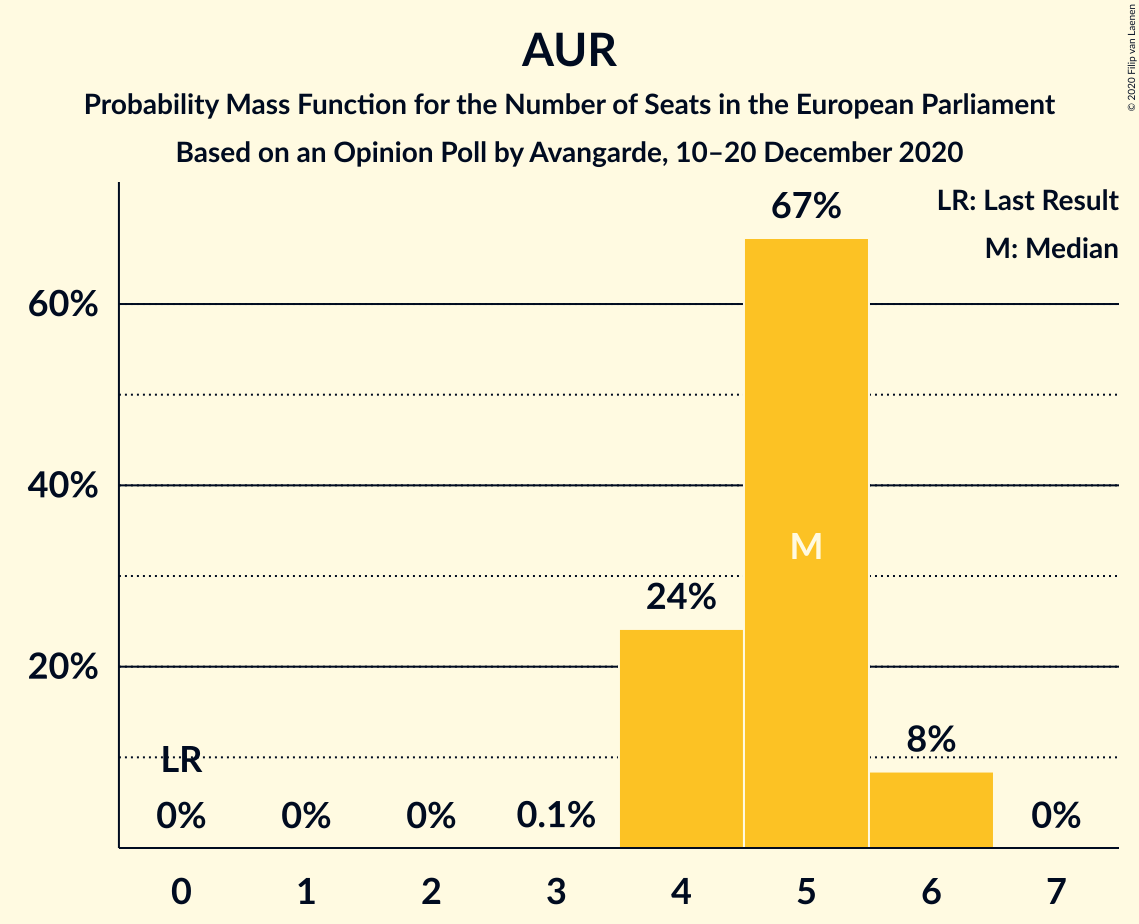 AUR
Probability Mass Function for the Number of Seats in the European Parliament
Based on an Opinion Poll by Avangarde, 10–20 December 2020
© 2020 Filip van Laenen
LR: Last Result
M: Median
67%
60%
40%
M
24%
20%
8%
LR
0%
0%
0%
0.1%
0%
0
1
2
3
4
5
6
7